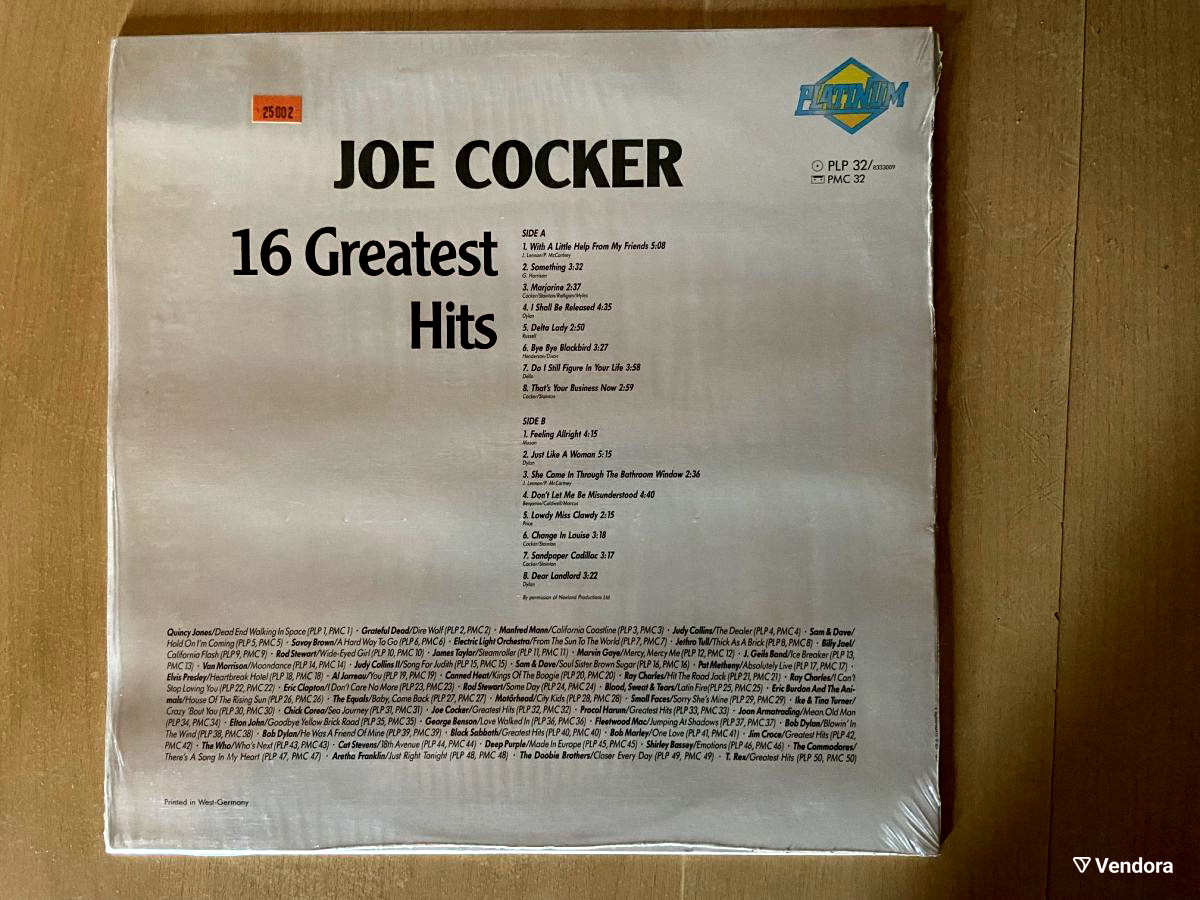 25002
PLATINUM
JOE COCKER
PLP 32/8333009
PMC 32
16 Greatest
Hits
SIDE A
1. With A Little Help From My Friends 5:08
J. Lennon/P. McCartney
2. Something 3:32
G. Harrison
3. Marjorine 2:37
4. I Shall Be Released 4:35
Dylan
5. Delta Lady 2:50
Russell
6. Bye Bye Blackbird 3:27
Henderson/Dixon
7. Do I Still Figure In Your Life 3:58
Dello
8. That's Your Business Now 2:59
Cocker/Stainton
SIDE B
1. Feeling Allright 4:15
Mason
2. Just Like A Woman 5:15
Dylan
3. She Came In Through The Bathroom Window 2:36
J. Lennon/P. McCartney
4. Don't Let Me Be Misunderstood 4:40
Benjamin/Caldwell/Marcus
5. Lowdy Miss Clawdy 2:15
Price
6. Change In Louise 3:18
7. Sandpaper Cadillac 3:17
Cocker/Stainton
8. Dear Landlord 3:22
Dylan
By permission of Newland Productions Ltd.
Quincy Jones/Dead End Walking In Space (PLP 1, PMC 1) · Grateful Dead/Dire Wolf (PLP 2, PMC 2) · Manfred Mann/California Coastline (PLP 3, PMC 3) · Judy Collins/The Dealer (PLP 4, PMC 4) · Sam & Dave/
Hold On I'm Coming (PLP 5, PMC 5) · Savoy Brown/A Hard Way To Go (PLP 6, PMC 6) · Electric Light Orchestra/From The Sun To The World (PLP 7, PMC 7) · Jethro Tull/Thick As A Brick (PLP 8, PMC 8) · Billy Joel/
California Flash (PLP 9, PMC 9) · Rod Stewart/Wide-Eyed Girl (PLP 10, PMC 10) · James Taylor/Steamroller (PLP 11, PMC 11) · Marvin Gaye/Mercy, Mercy Me (PLP 12, PMC 12) · J. Geils Band/Ice Breaker (PLP 13,
PMC 13) · Van Morrison/Moondance (PLP 14, PMC 14) · Judy Collins II/Song For Judith (PLP 15, PMC 15) · Sam & Dave/Soul Sister Brown Sugar (PLP 16, PMC 16) · Pat Metheny/Absolutely Live (PLP 17, PMC 17) ·
Elvis Presley/Heartbreak Hotel (PLP 18, PMC 18) · Al Jarreau/You (PLP 19, PMC 19) · Canned Heat/Kings Of The Boogie (PLP 20, PMC 20) · Ray Charles/Hit The Road Jack (PLP 21, PMC 21) · Ray Charles/I Can't
Stop Loving You (PLP 22, PMC 22) · Eric Clapton/I Don't Care No More (PLP 23, PMC 23) · Rod Stewart/Some Day (PLP 24, PMC 24) · Blood, Sweat & Tears/Latin Fire (PLP 25, PMC 25) · Eric Burdon And The Ani-
mals/House Of The Rising Sun (PLP 26, PMC 26) · The Equals/Baby, Come Back (PLP 27, PMC 27) · Motörhead/City Kids (PLP 28, PMC 28) · Small Faces/Sorry She's Mine (PLP 29, PMC 29) · Ike & Tina Turner/
Crazy 'Bout You (PLP 30, PMC 30) · Chick Corea/Sea Journey (PLP 31, PMC 31) · Joe Cocker/Greatest Hits (PLP 32, PMC 32) · Procol Harum/Greatest Hits (PLP 33, PMC 33) · Joan Armatrading/Mean Old Man
(PLP 34, PMC 34) · Elton John/Goodbye Yellow Brick Road (PLP 35, PMC 35) · George Benson/Love Walked In (PLP 36, PMC 36) · Fleetwood Mac/Jumping At Shadows (PLP 37, PMC 37) · Bob Dylan/Blowin' In
The Wind (PLP 38, PMC 38) · Bob Dylan/He Was A Friend Of Mine (PLP 39, PMC 39) · Black Sabbath/Greatest Hits (PLP 40, PMC 40) · Bob Marley/One Love (PLP 41, PMC 41) · Jim Croce/Greatest Hits (PLP 42,
PMC 42) · The Who/Who's Next (PLP 43, PMC 43) · Cat Stevens/18th Avenue (PLP 44, PMC 44) · Deep Purple/Made In Europe (PLP 45, PMC 45) · Shirley Bassey/Emotions (PLP 46, PMC 46) · The Commodores/
There's A Song In My Heart (PLP 47, PMC 47) · Aretha Franklin/Just Right Tonight (PLP 48, PMC 48) · The Doobie Brothers/Closer Every Day (PLP 49, PMC 49) · T. Rex/Greatest Hits (PLP 50, PMC 50)
Printed in West-Germany
Vendora